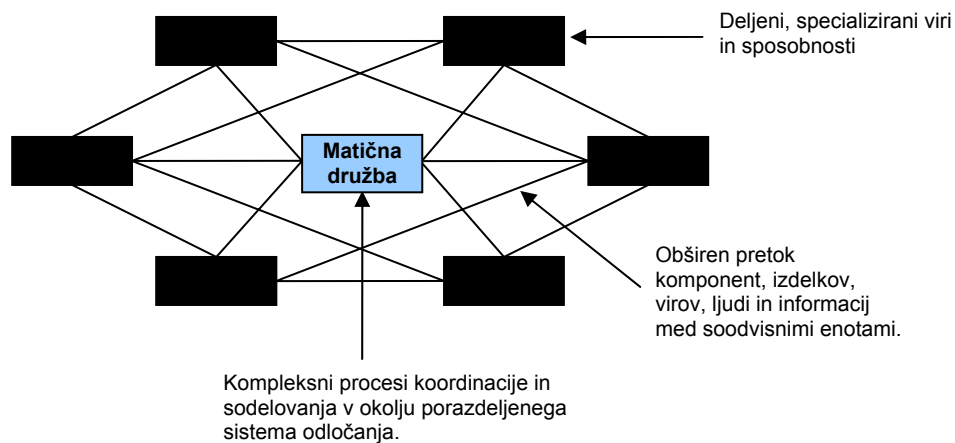 Deljeni, specializirani viri
in sposobnosti
Matična
družba
Obširen pretok
komponent, izdelkov,
virov, ljudi in informacij
med soodvisnimi enotami.
Kompleksni procesi koordinacije in
sodelovanja v okolju porazdeljenega
sistema odločanja.